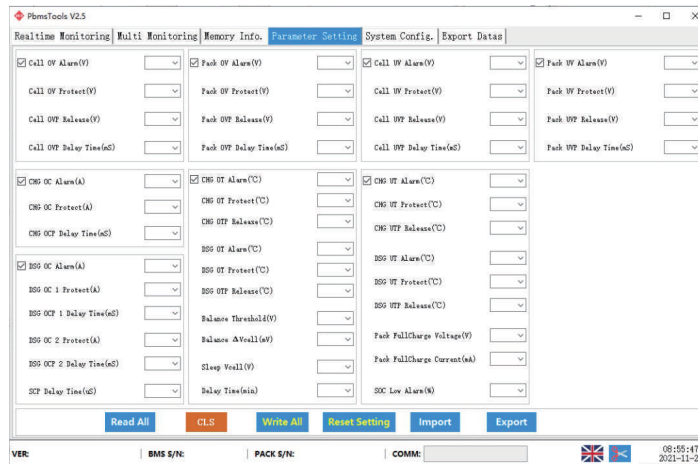 PbmsTools V2.5
Realtime Monitoring Multi Monitoring Memory Info. Parameter Setting System Config. Export Datas
Cell OV Alarm(V)
Cell OV Protect(V)
Cell OVP Release(V)
Cell OVP Delay Time(mS)
Pack OV Alarm(V)
Pack OV Protect(V)
Pack OVP Release(V)
Pack OVP Delay Time(mS)
Cell UV Alarm(V)
Cell UV Protect(V)
Cell UVP Release(V)
Cell UVP Delay Time(mS)
Pack UV Alarm(V)
Pack UV Protect(V)
Pack UVP Release(V)
Pack UVP Delay Time(mS)
CHG OC Alarm(A)
CHG OC Protect(A)
CHG OCP Delay Time(mS)
DSG OC Alarm(A)
DSG OC 1 Protect(A)
DSG OCP 1 Delay Time(mS)
DSG OC 2 Protect(A)
DSG OCP 2 Delay Time(mS)
SCP Delay Time(uS)
CHG OT Alarm(℃)
CHG OT Protect(℃)
CHG OTP Release(℃)
DSG OT Alarm(℃)
DSG OT Protect(℃)
DSG OTP Release(℃)
Balance Threshold(V)
Balance ΔVcell(mV)
Sleep Vcell(V)
Delay Time(min)
CHG UT Alarm(℃)
CHG UT Protect(℃)
CHG UTP Release(℃)
DSG UT Alarm(℃)
DSG UT Protect(℃)
DSG UTP Release(℃)
Pack FullCharge Voltage(V)
Pack FullCharge Current(mA)
SOC Low Alarm(%)
Read All CLS Write All Reset Setting Import Export
VER: BMS S/N: PACK S/N: COMM: 08:55:47
2021-11-2